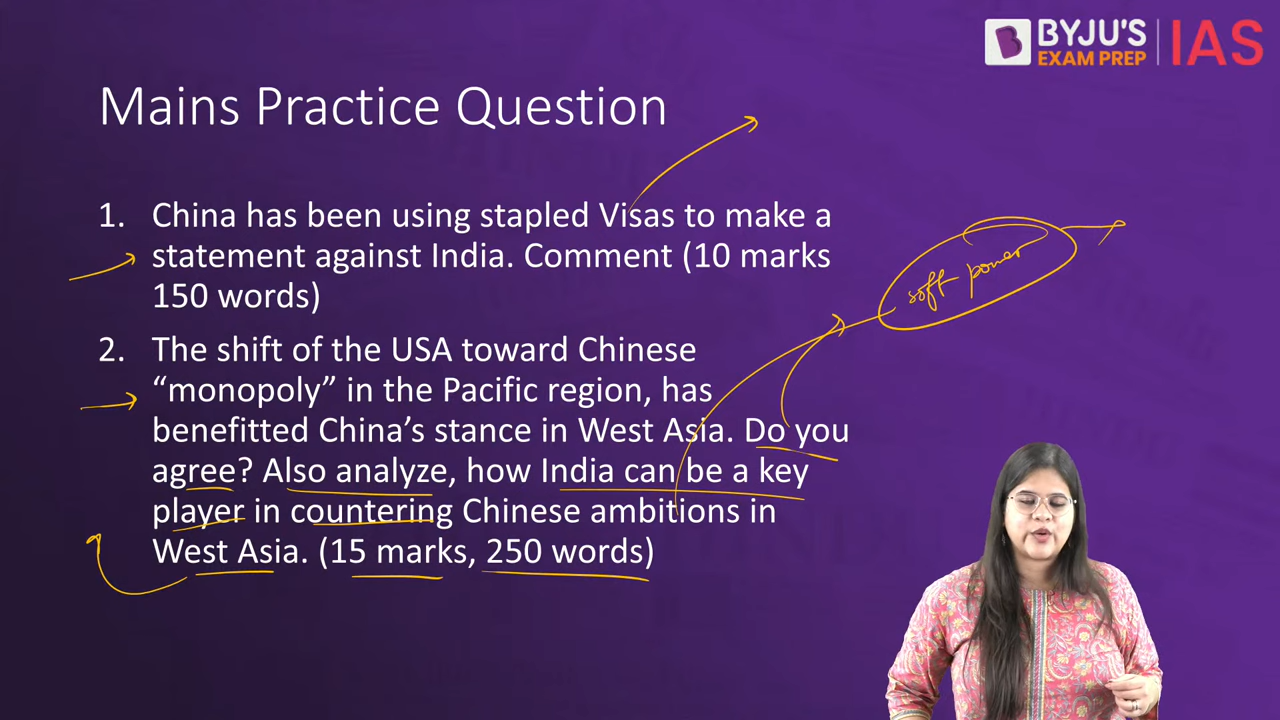 BYJU'S
EXAM PREP
IAS
Mains Practice Question
1. China has been using stapled Visas to make a
statement against India. Comment (10 marks
150 words)
2. The shift of the USA toward Chinese
“monopoly” in the Pacific region, has
benefitted China’s stance in West Asia. Do you
agree? Also analyze, how India can be a key
player in countering Chinese ambitions in
West Asia. (15 marks, 250 words)
soft power